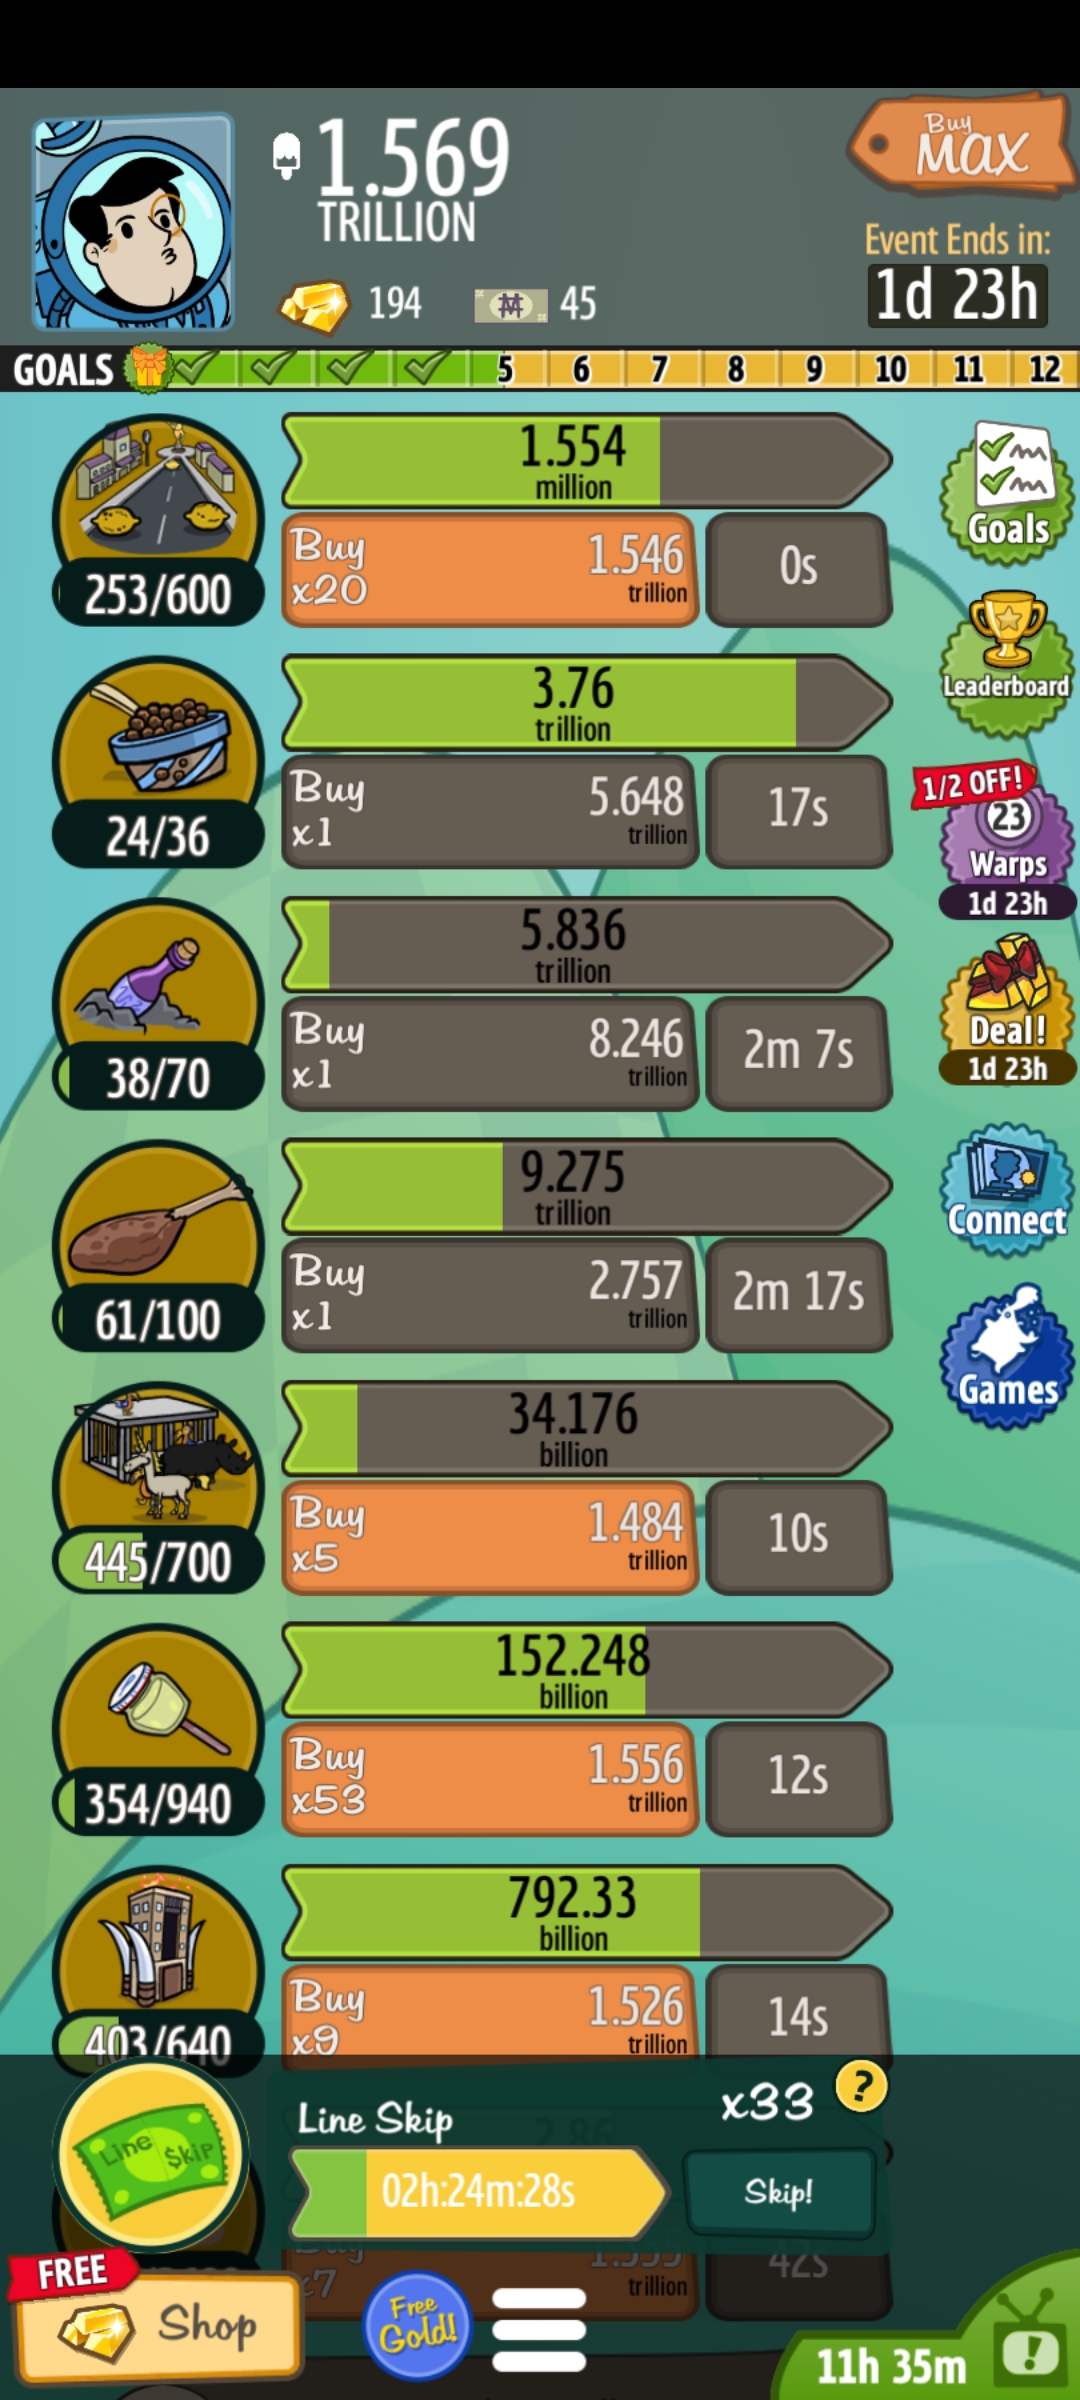 1.569
TRILLION
Buy
MAX
Event Ends in:
1d 23h
194
45
GOALS
5 6 7 8 9 10 11 12
1.554
million
Buy
x20
1.546
trillion
0s
253/600
Goals
3.76
trillion
Buy
x1
5.648
trillion
17s
24/36
Leaderboard
1/2 OFF!
23
Warps
1d 23h
5.836
trillion
Buy
x1
8.246
trillion
2m 7s
38/70
Deal!
1d 23h
9.275
trillion
Buy
x1
2.757
trillion
2m 17s
61/100
Connect
34.176
billion
Buy
x5
1.484
trillion
10s
445/700
Games
152.248
billion
Buy
x53
1.556
trillion
12s
354/940
792.33
billion
Buy
x9
1.526
trillion
14s
403/640
Line Skip
x33
?
2.86
Line $kip
02h:24m:28s
Skip!
Buy
x7
trillion
42s
FREE
Shop
Free
Gold!
11h 35m
!